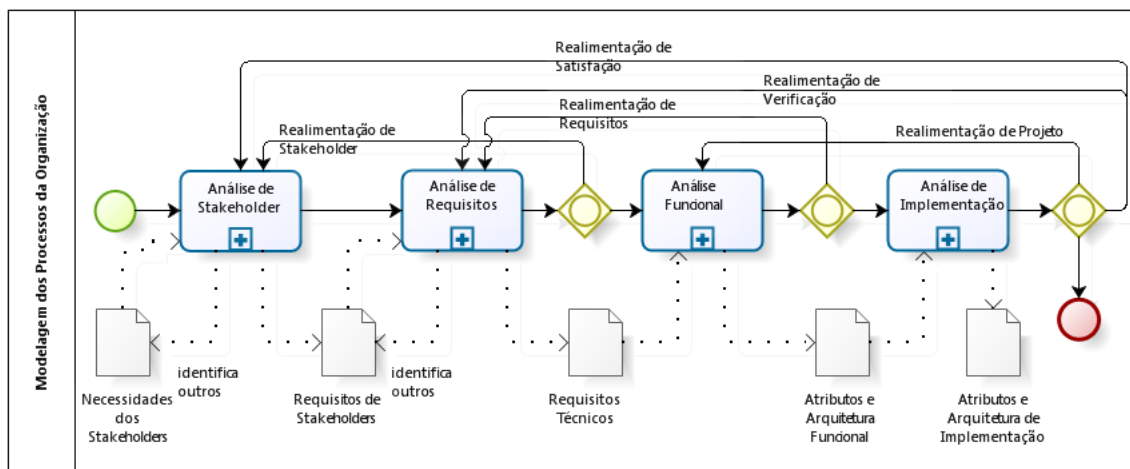 Modelagem dos Processos da Organização
Realimentação de
Satisfação
Realimentação de
Verificação
Realimentação de
Requisitos
Realimentação de
Stakeholder
Realimentação de Projeto
Análise de
Stakeholder
Análise de
Requisitos
Análise
Funcional
Análise de
Implementação
identifica
outros
identifica
outros
Necessidades
dos
Stakeholders
Requisitos de
Stakeholders
Requisitos
Técnicos
Atributos e
Arquitetura
Funcional
Atributos e
Arquitetura de
Implementação